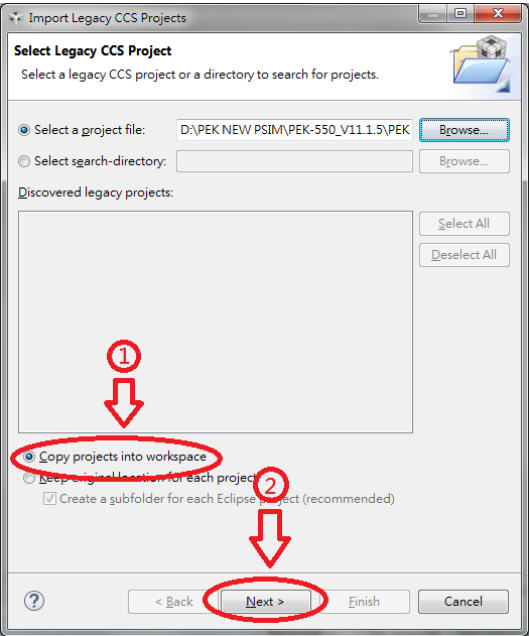 Import Legacy CCS Projects
Select Legacy CCS Project
Select a legacy CCS project or a directory to search for projects.
Select a project file:
D:\PEK NEW PSIM\PEK-550_V11.1.5\PEK
Browse...
Select search-directory:
Browse...
Discovered legacy projects:
Select All
Deselect All
1
Copy projects into workspace
Keep original location for each project
2
Create a subfolder for each Eclipse project (recommended)
?
< Back
Next >
Finish
Cancel